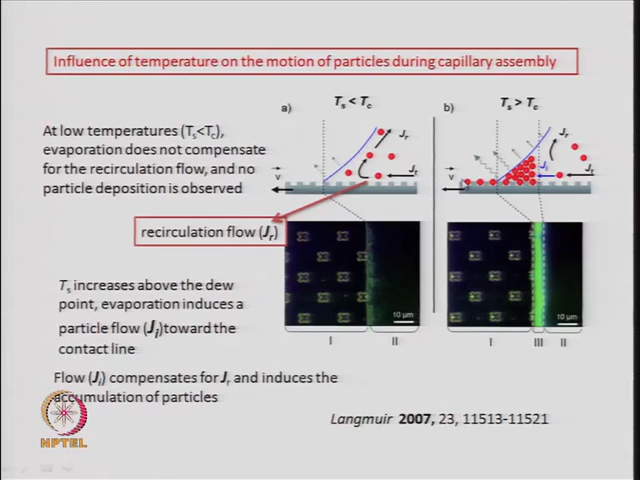 Influence of temperature on the motion of particles during capillary assembly
a)
Ts < Tc
b)
Ts > Tc
At low temperatures (Ts<Tc),
evaporation does not compensate
for the recirculation flow, and no
particle deposition is observed
Jr
Jt
v
Jr
Ji
Jt
v
recirculation flow (Jr)
Ts increases above the dew
point, evaporation induces a
particle flow (Ji)toward the
contact line
10 µm
10 µm
I
II
I
III
II
Flow (Ji) compensates for Jr and induces the
accumulation of particles
Langmuir 2007, 23, 11513-11521
NPTEL